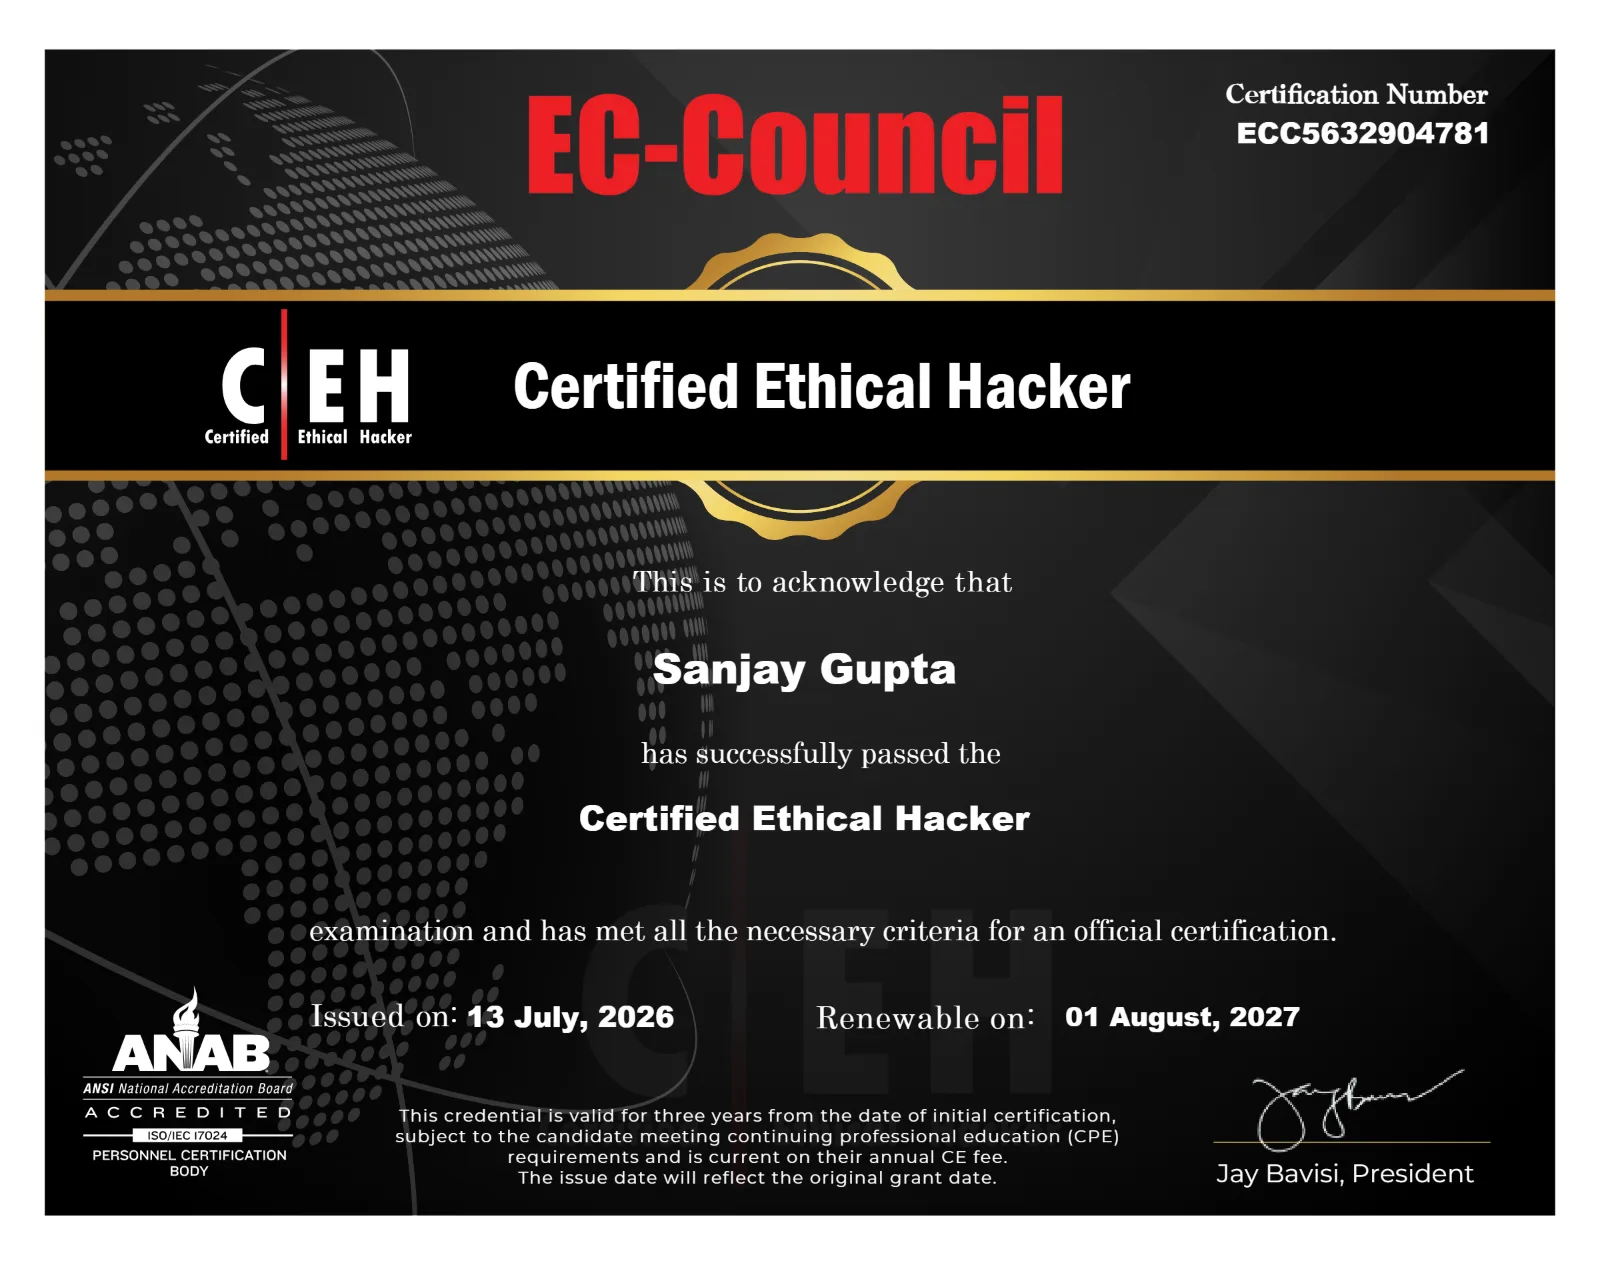 EC-Council
Certification Number
ECC5632904781
C EH
Certified Ethical Hacker
Certified Ethical Hacker
This is to acknowledge that
Sanjay Gupta
has successfully passed the
Certified Ethical Hacker
examination and has met all the necessary criteria for an official certification.
C EH
Issued on: 13 July, 2026
Renewable on: 01 August, 2027
ANAB
ANSI National Accreditation Board
ACCREDITED
ISO/IEC 17024
PERSONNEL CERTIFICATION
BODY
This credential is valid for three years from the date of initial certification,
subject to the candidate meeting continuing professional education (CPE)
requirements and is current on their annual CE fee.
The issue date will reflect the original grant date.
Jay Bavisi, President